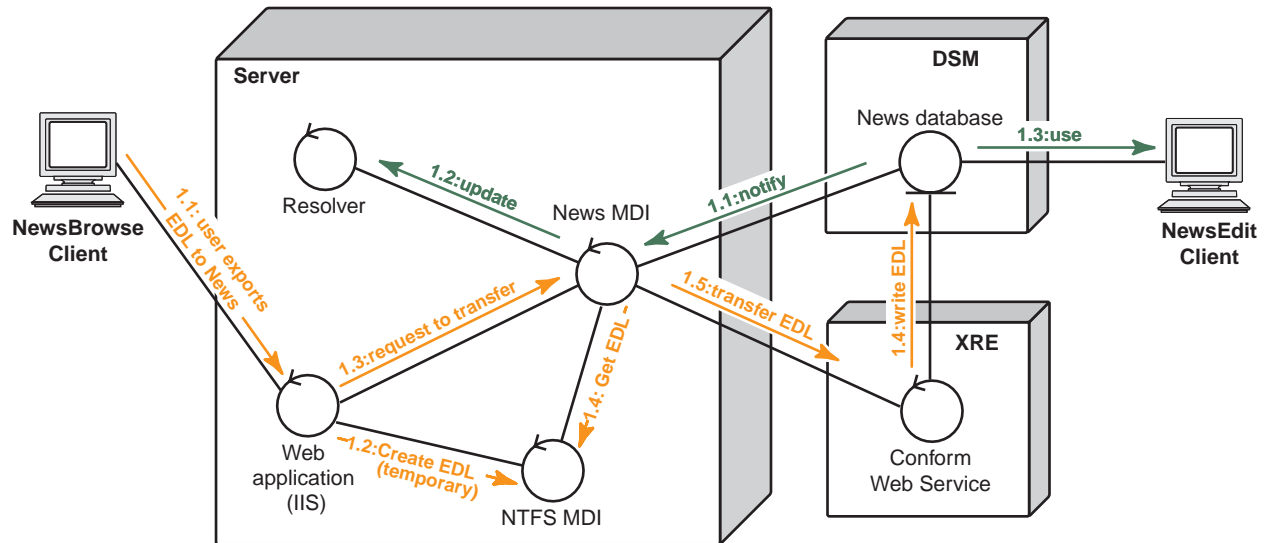 Server
DSM
News database
1.3:use
1.2:update
1.1:notify
Resolver
News MDI
NewsBrowse
Client
NewsEdit
Client
1.1: user exports
EDL to News
1.3:request to transfer
1.5:transfer EDL
1.4:write EDL
XRE
1.4: Get EDL
Web
application
(IIS)
1.2:Create EDL
(temporary)
NTFS MDI
Conform
Web Service